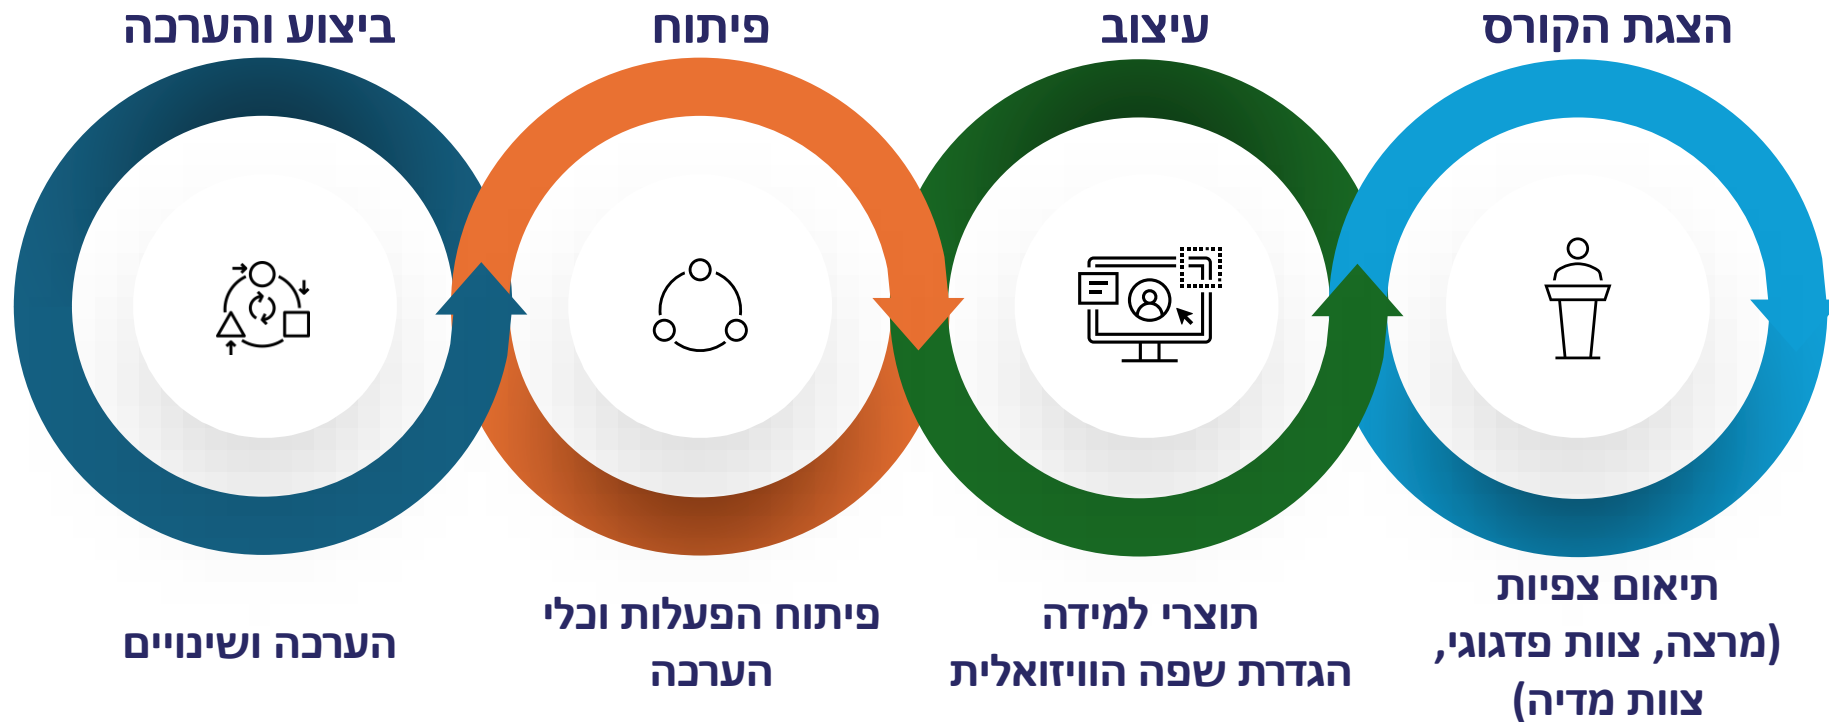 הצגת הקורס
עיצוב
פיתוח
ביצוע והערכה
תיאום צפיות
(מרצה, צוות פדגוגי,
צוות מדיה)
תוצרי למידה
הגדרת שפה הוויזואלית
פיתוח הפעלות וכלי
הערכה
הערכה ושינויים